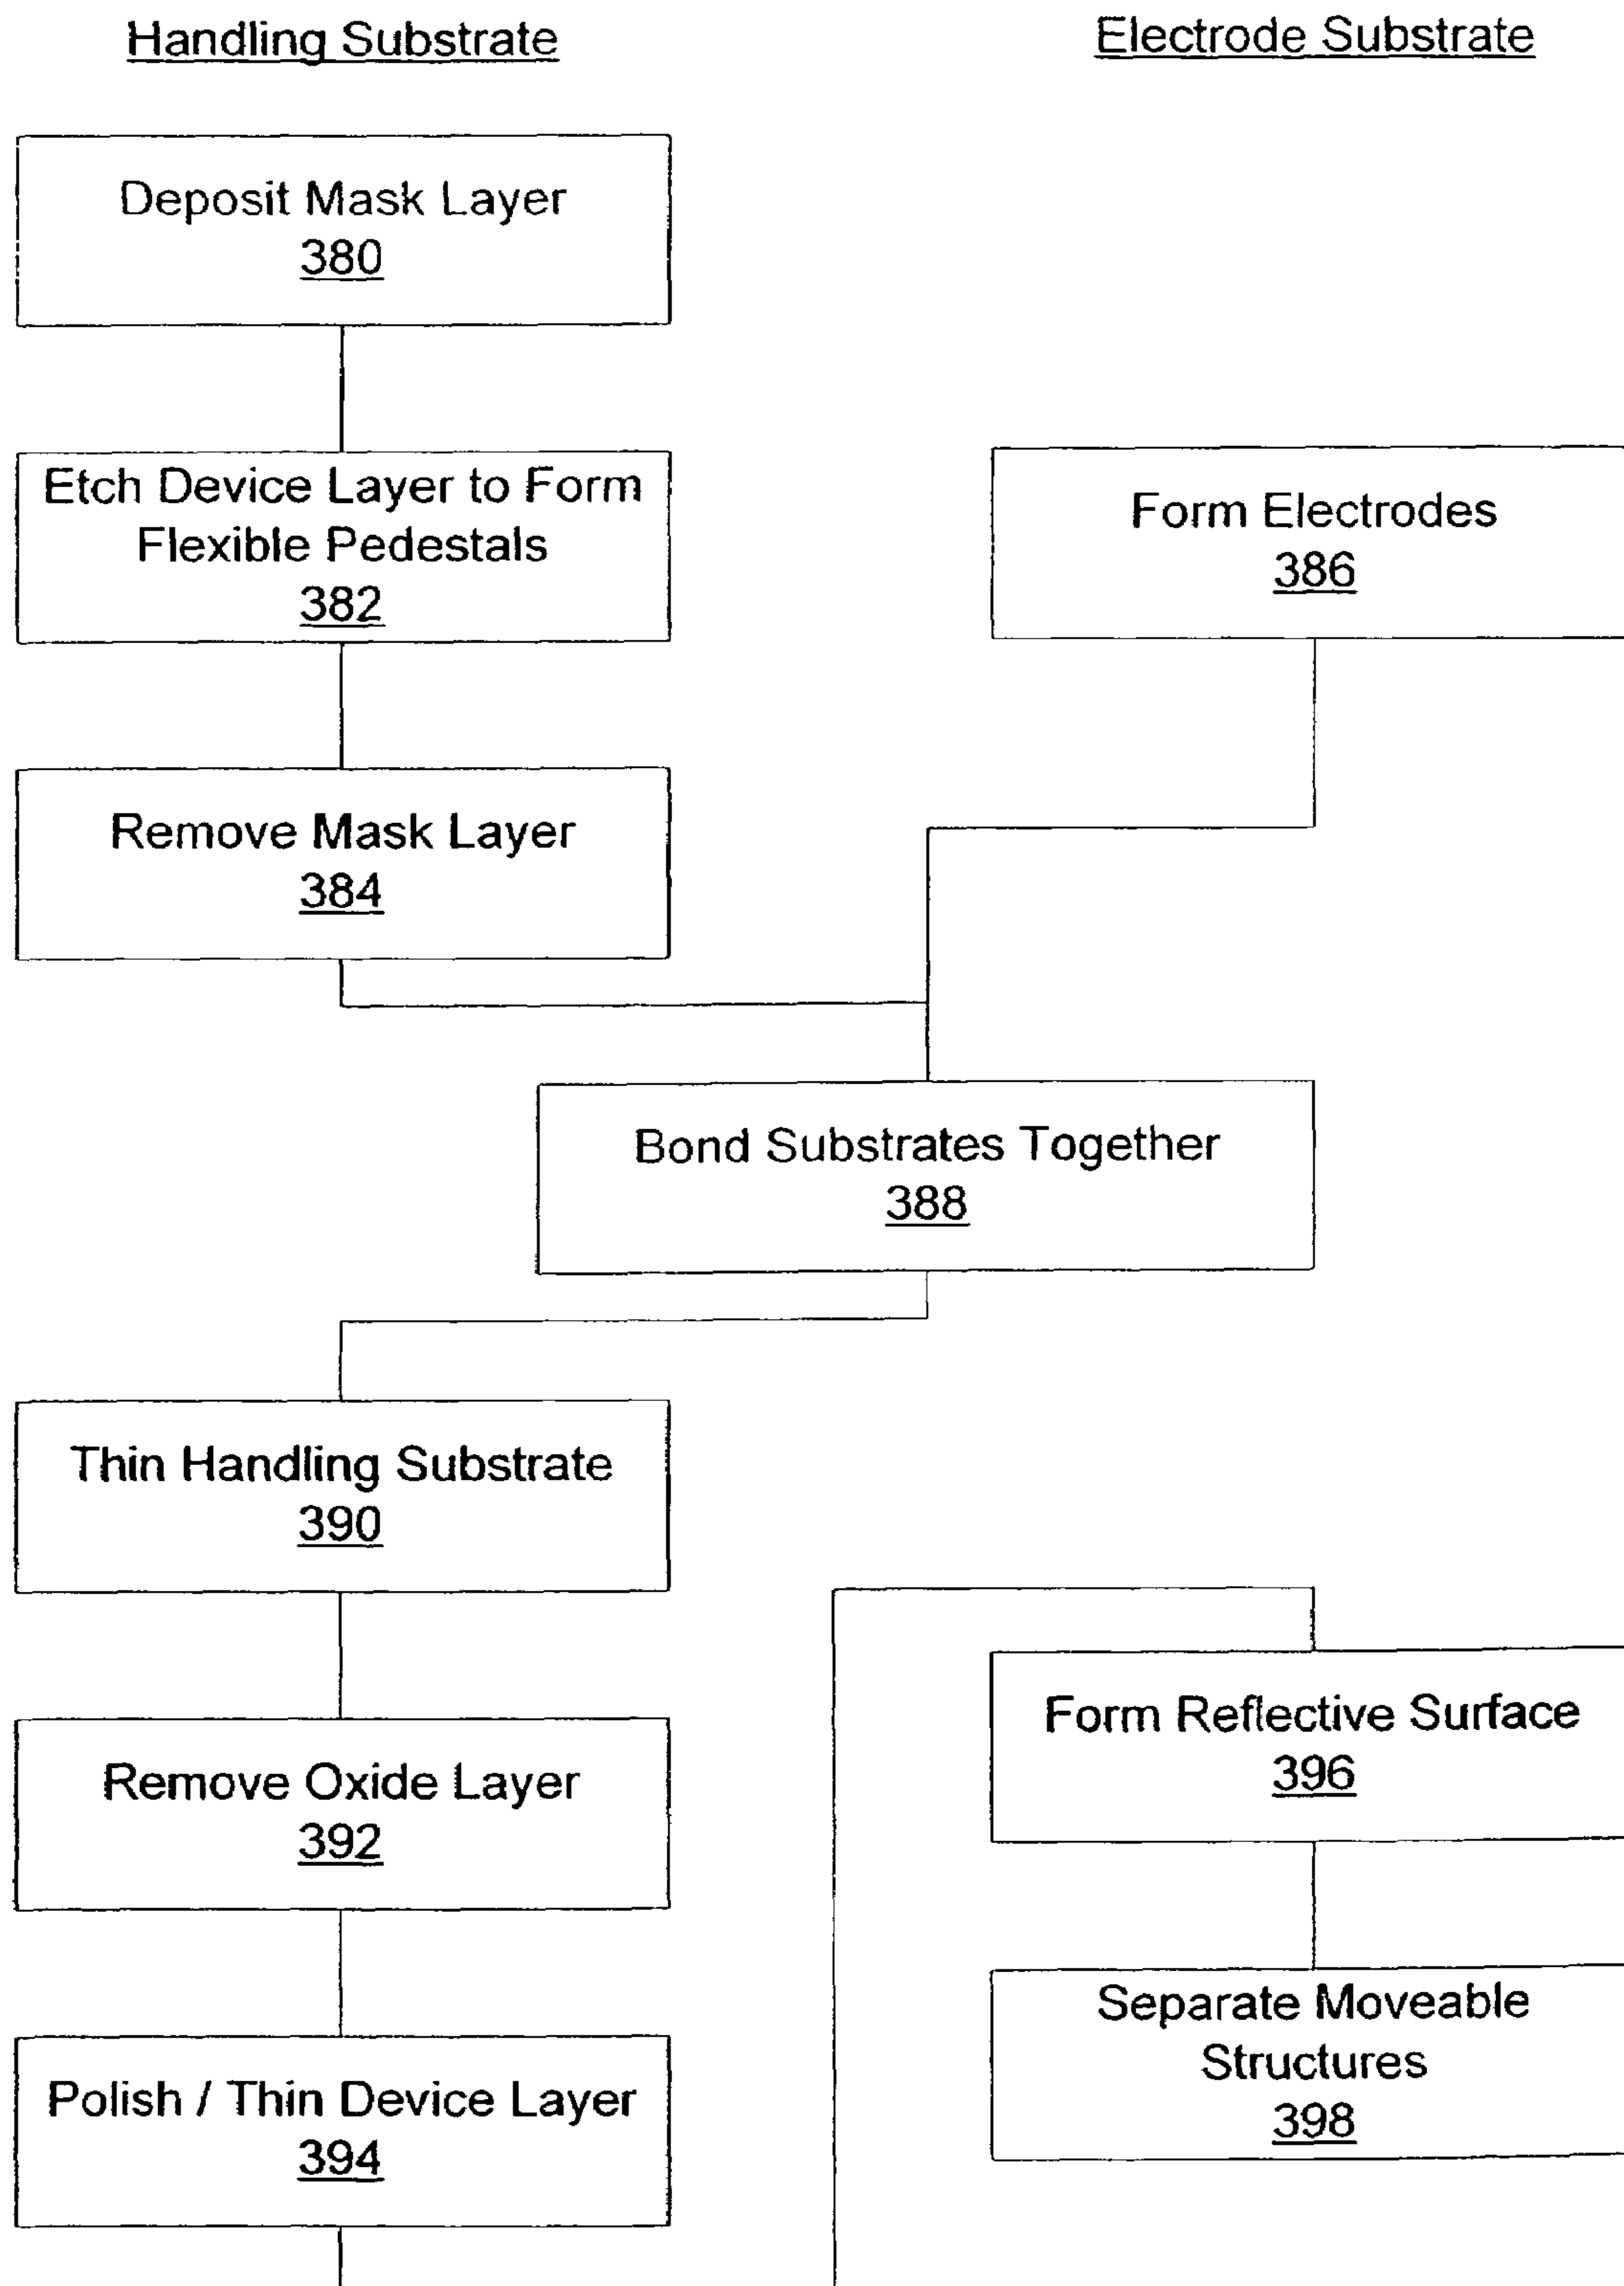 Handling Substrate
Electrode Substrate
Deposit Mask Layer
380
Etch Device Layer to Form
Flexible Pedestals
382
Form Electrodes
386
Remove Mask Layer
384
Bond Substrates Together
388
Thin Handling Substrate
390
Remove Oxide Layer
392
Polish / Thin Device Layer
394
Form Reflective Surface
396
Separate Moveable
Structures
398